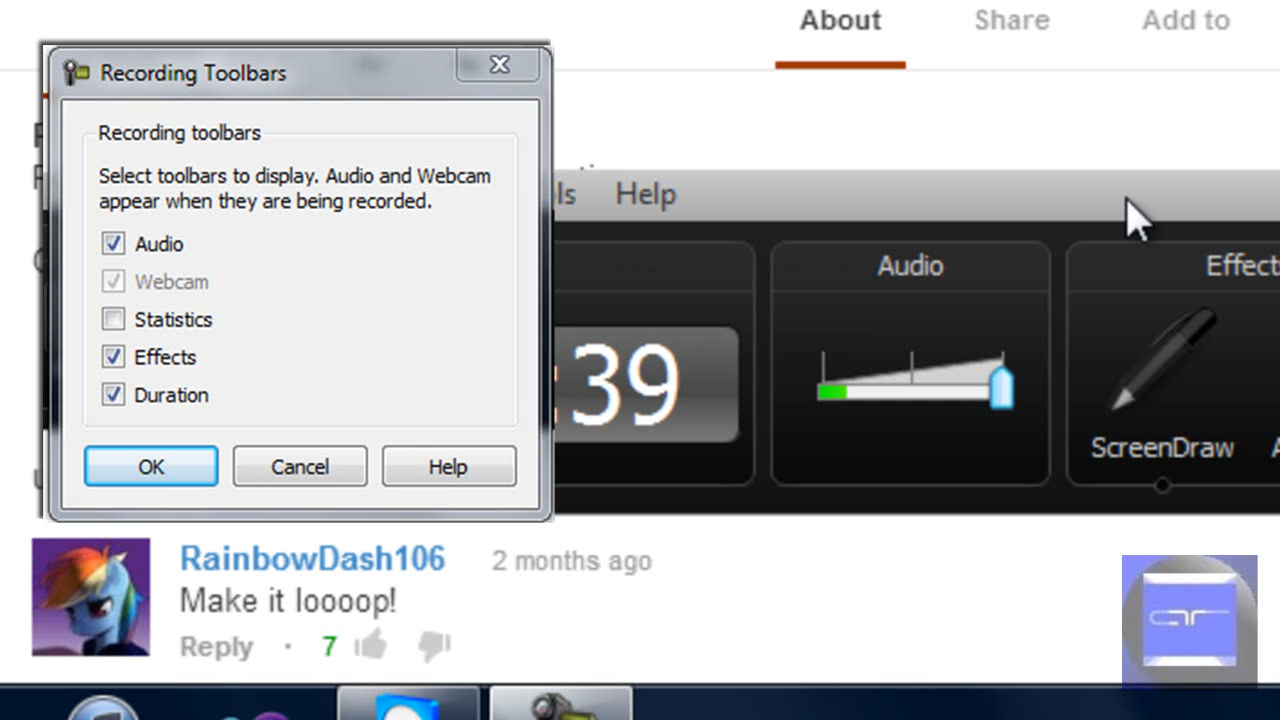 About Share Add to
Recording Toolbars
Recording toolbars
Select toolbars to display. Audio and Webcam
appear when they are being recorded.
Audio
Webcam
Statistics
Effects
Duration
OK Cancel Help
Help
Audio
:39
ScreenDraw
RainbowDash106 2 months ago
Make it loooop!
Reply · 7